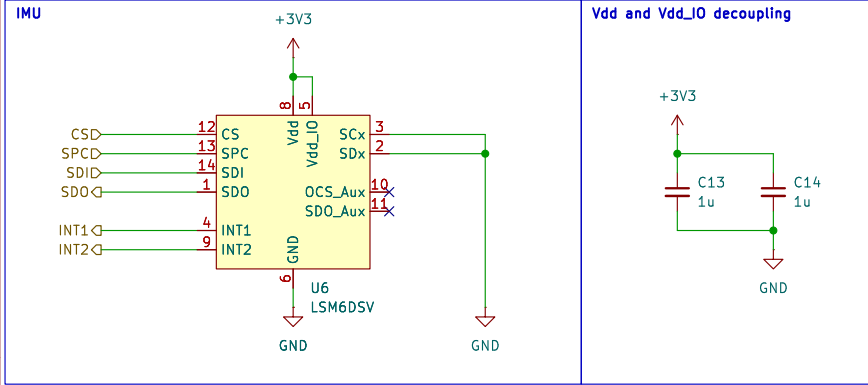 IMU
+3V3
8
5
Vdd
Vdd_IO
CS 12 CS
SPC 13 SPC
SDI 14 SDI
SDO 1 SDO
INT1 4 INT1
INT2 9 INT2
SCx 3
SDx 2
OCS_Aux 10
SDO_Aux 11
GND
6
U6
LSM6DSV
GND
GND
Vdd and Vdd_IO decoupling
+3V3
C13
1u
C14
1u
GND